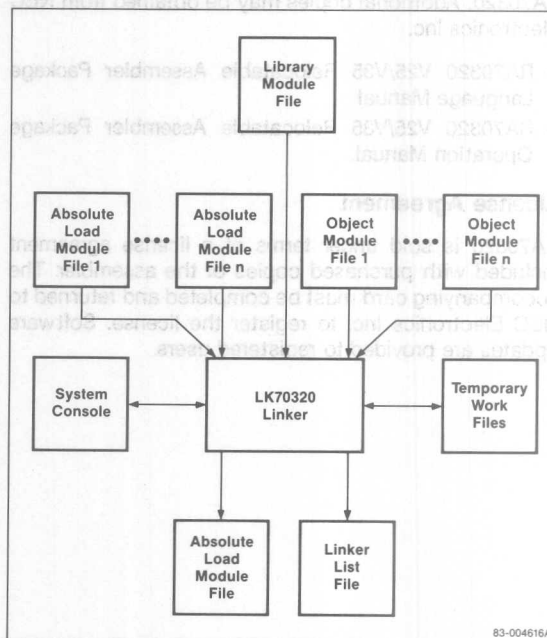 Library
Module
File
Absolute
Load
Module
File 1
Absolute
Load
Module
File
Object
Module
File 1
Object
Module
File n
System
Console
LK70320
Linker
Temporary
Work
Files
Absolute
Load
Module
File
Linker
List
File
83-004616A